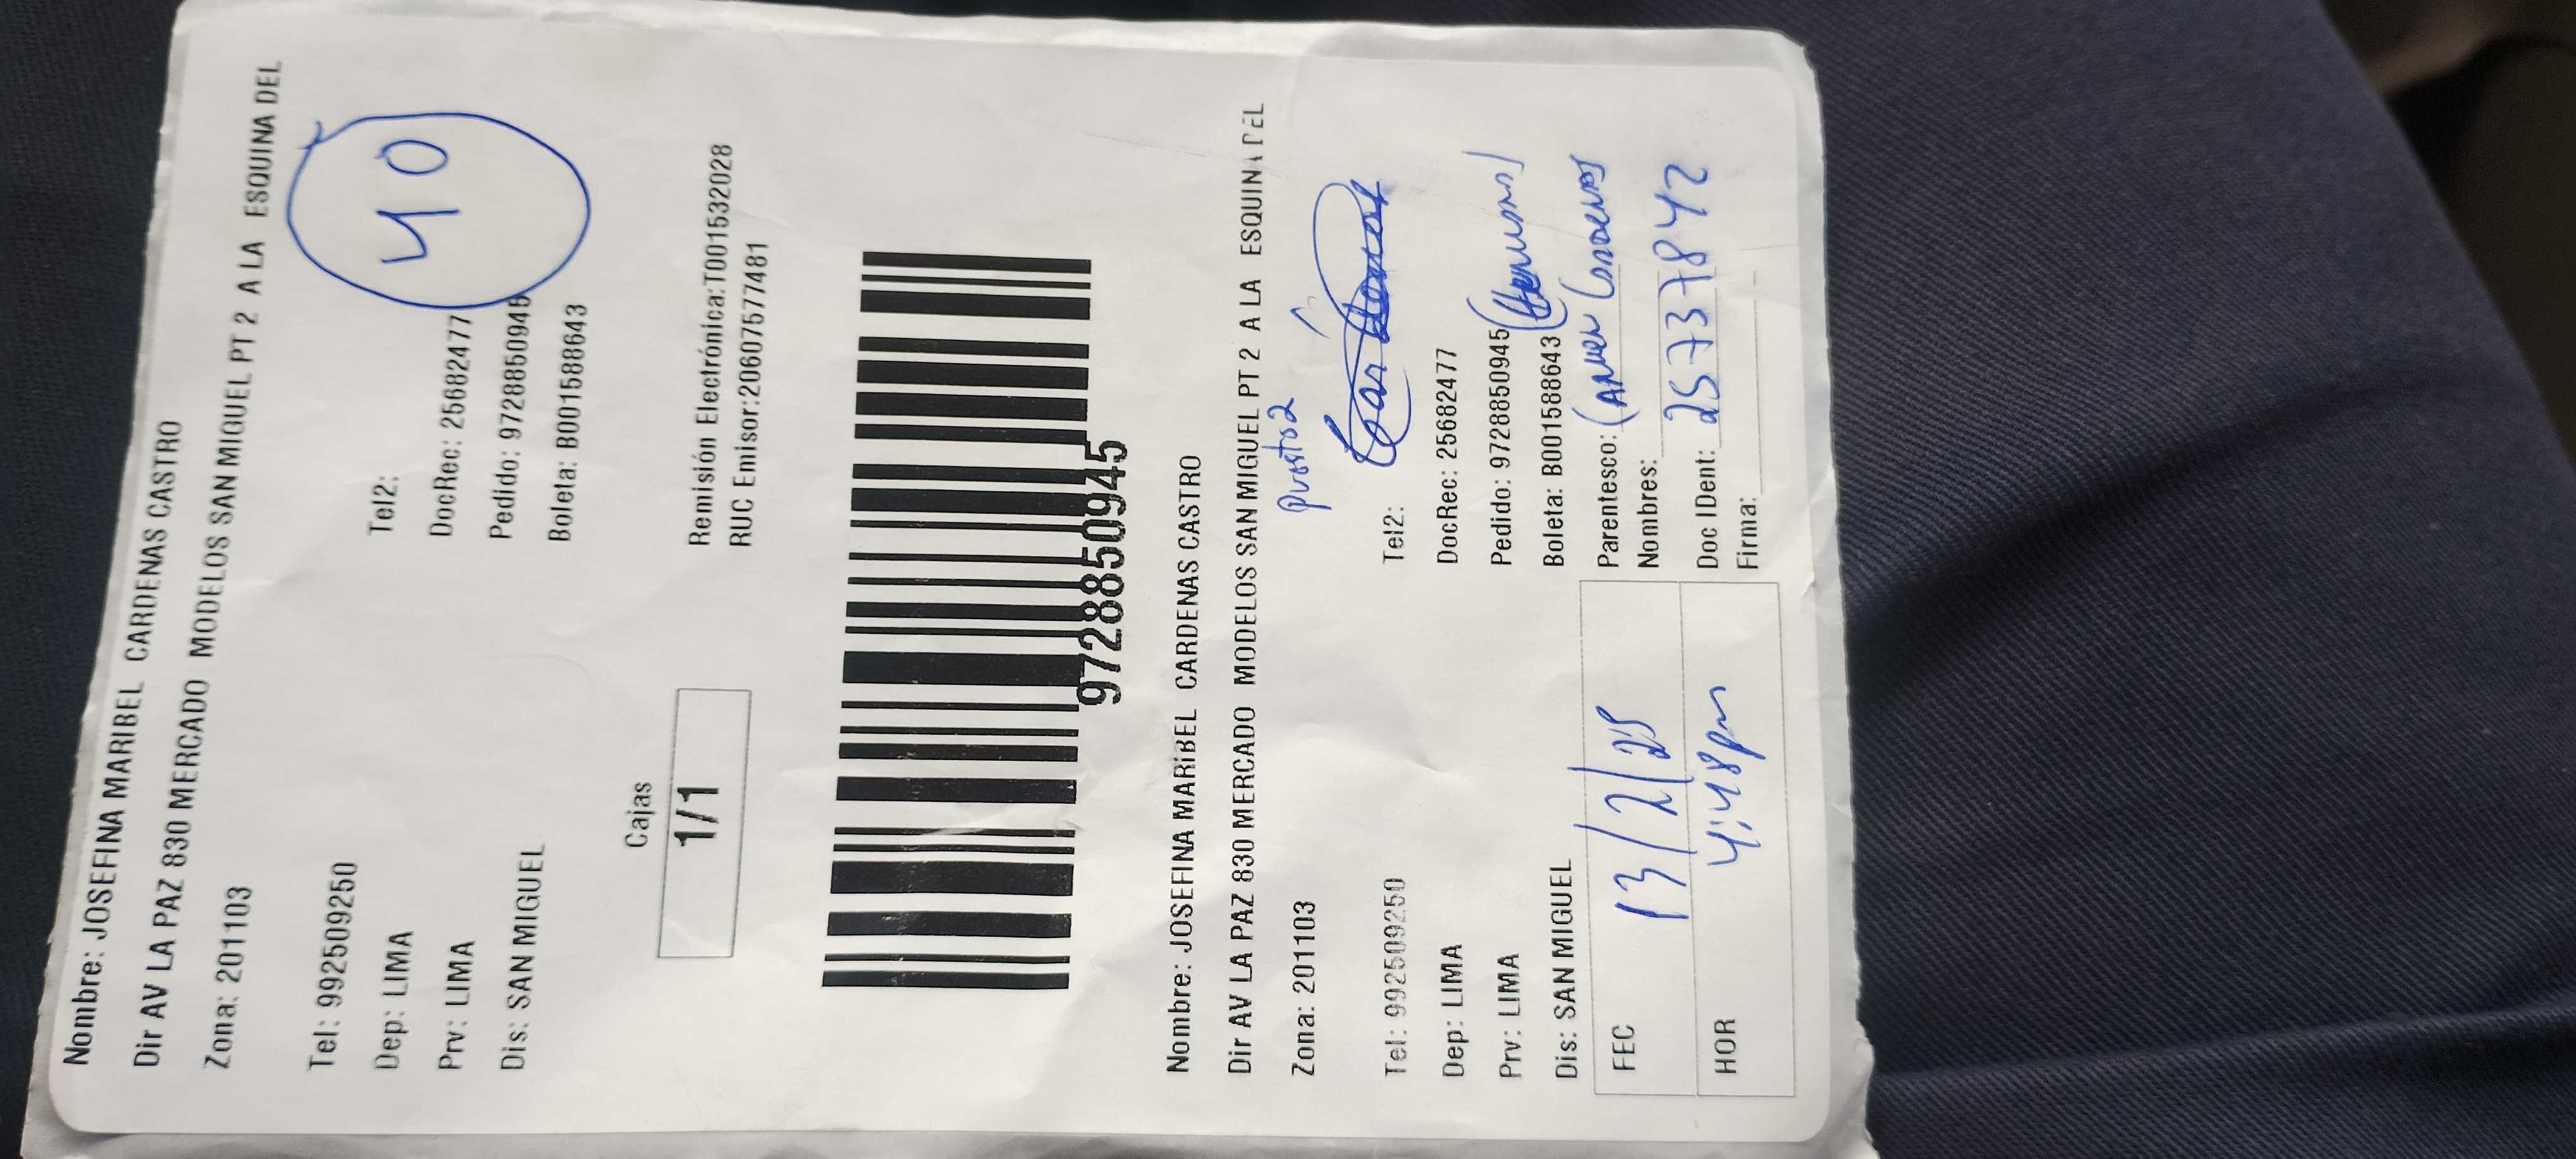 Nombre: JOSEFINA MARIBEL CARDENAS CASTRO
Dir AV LA PAZ 830 MERCADO MODELOS SAN MIGUEL PT 2 A LA ESQUINA DEL
Zona: 201103
40
Tel: 992509250 Tel2:
Dep: LIMA DocRec: 25682477
Prv: LIMA Pedido: 9728850945
Dis: SAN MIGUEL Boleta: B001588643
Cajas
1/1
Remisión Electrónica:T001532028
RUC Emisor:20607577481
9728850945
Nombre: JOSEFINA MARIBEL CARDENAS CASTRO
Dir AV LA PAZ 830 MERCADO MODELOS SAN MIGUEL PT 2 A LA ESQUINA DEL
Zona: 201103
puesto2
Tel: 992509250 Tel2:
Dep: LIMA DocRec: 25682477
Prv: LIMA Pedido: 9728850945
Dis: SAN MIGUEL Boleta: B001588643
FEC 13/2/25
Parentesco:
Nombres:
HOR 4:48pm
Doc IDent: 25737842
Firma: